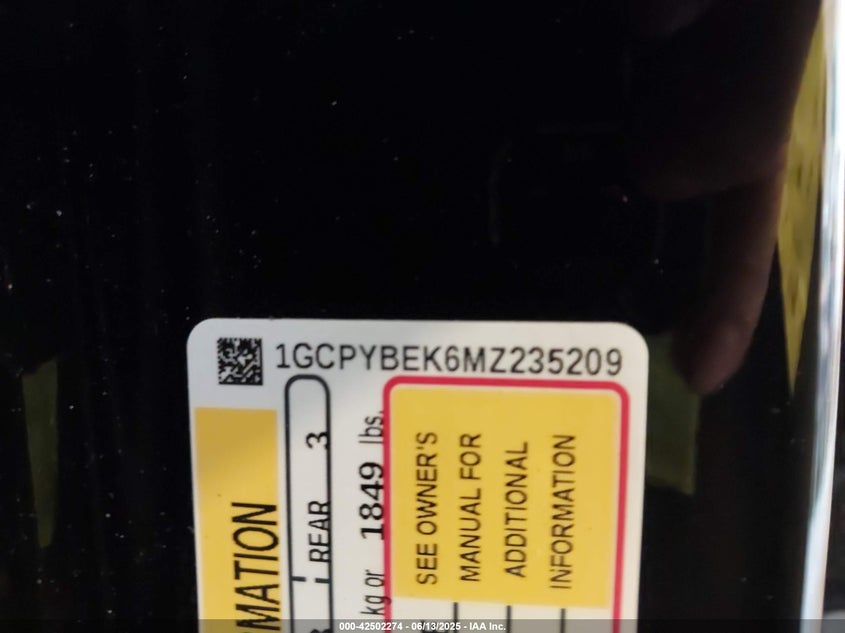 1GCPYBEK6MZ235209
MATION
REAR 3
kg or 1849 lbs.
SEE OWNER'S
MANUAL FOR
ADDITIONAL
INFORMATION
000-42502274 - 06/13/2025 - IAA Inc.